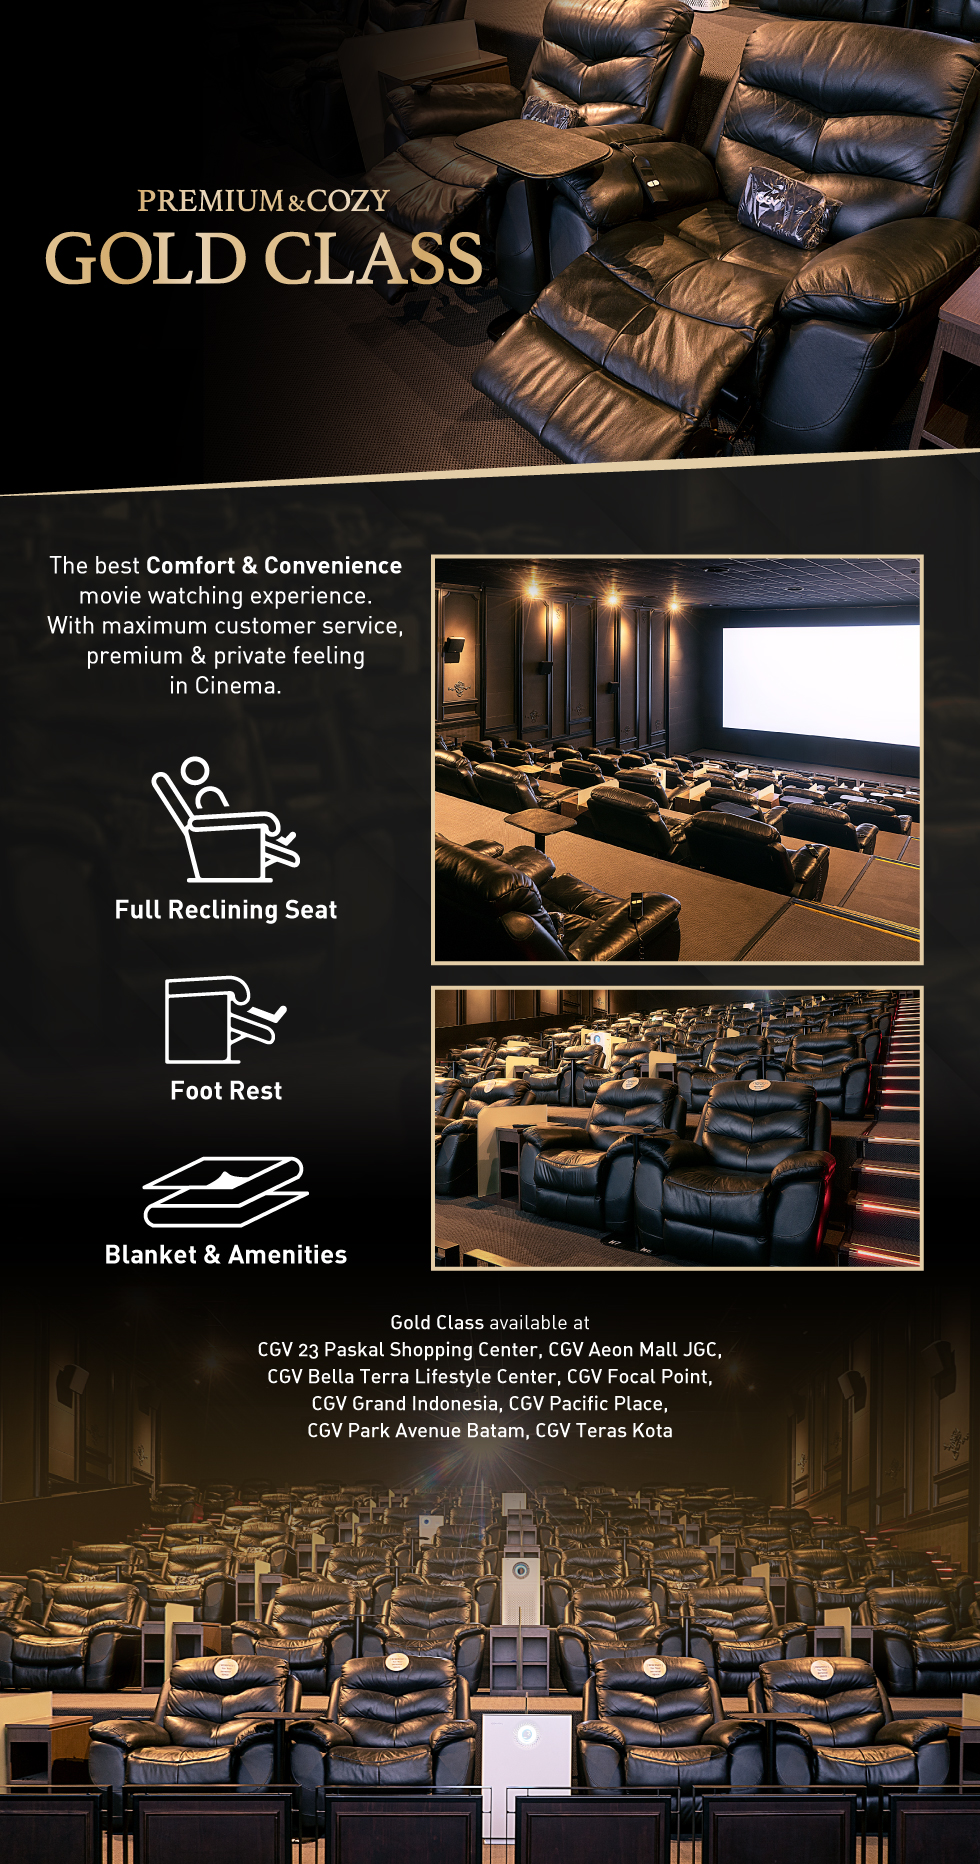 PREMIUM&COZY
GOLD CLASS
The best Comfort & Convenience
movie watching experience.
With maximum customer service,
premium & private feeling
in Cinema.
Full Reclining Seat
Foot Rest
Blanket & Amenities
Gold Class available at
CGV 23 Paskal Shopping Center, CGV Aeon Mall JGC,
CGV Bella Terra Lifestyle Center, CGV Focal Point,
CGV Grand Indonesia, CGV Pacific Place,
CGV Park Avenue Batam, CGV Teras Kota